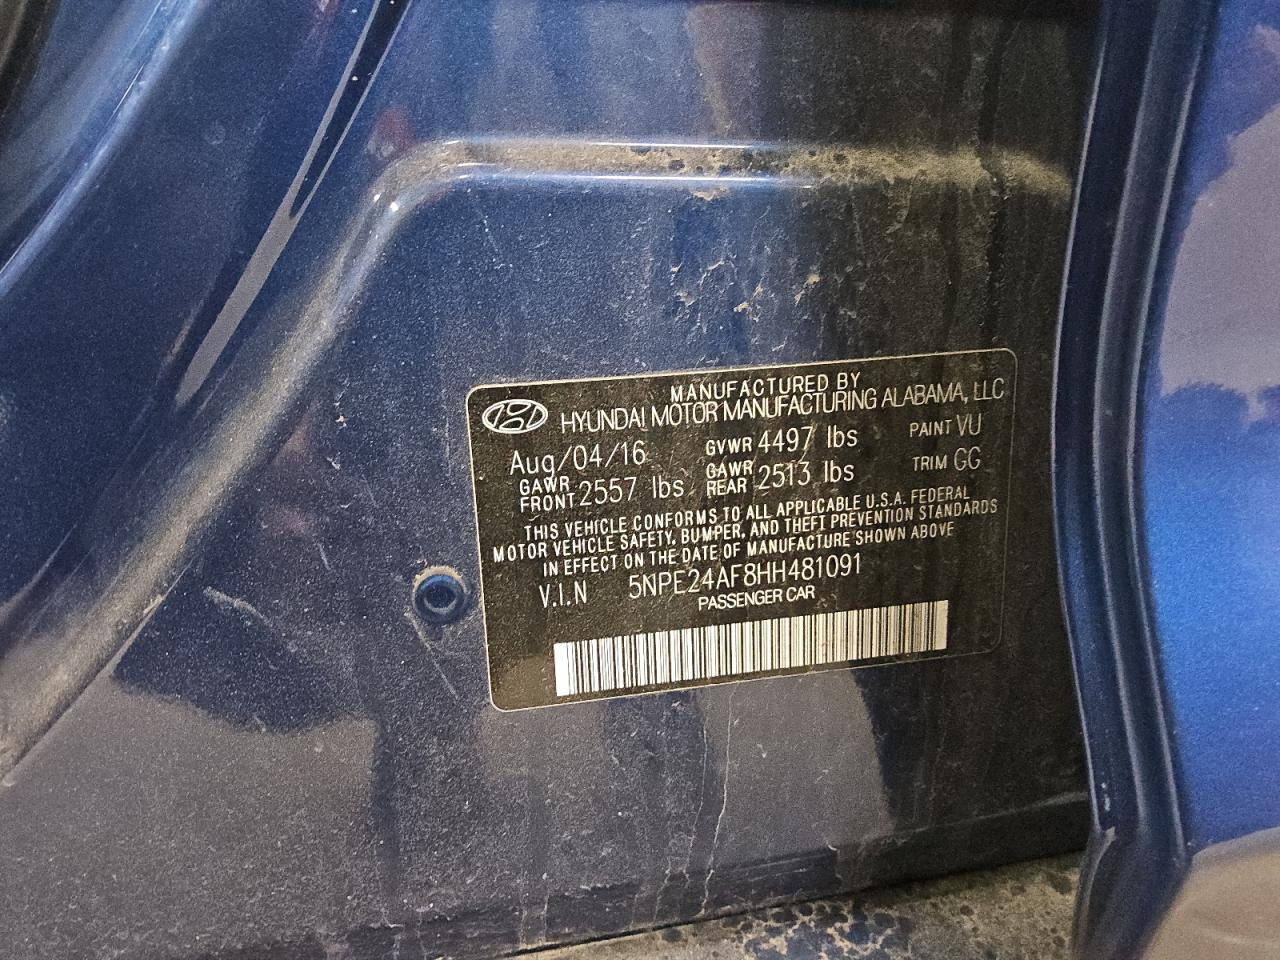 MANUFACTURED BY
HYUNDAI MOTOR MANUFACTURING ALABAMA, LLC
Aug/04/16 GVWR 4497 lbs PAINT VU
GAWR FRONT 2557 lbs GAWR REAR 2513 lbs TRIM GG
THIS VEHICLE CONFORMS TO ALL APPLICABLE U.S.A. FEDERAL
MOTOR VEHICLE SAFETY, BUMPER, AND THEFT PREVENTION STANDARDS
IN EFFECT ON THE DATE OF MANUFACTURE SHOWN ABOVE
V.I.N 5NPE24AF8HH481091
PASSENGER CAR